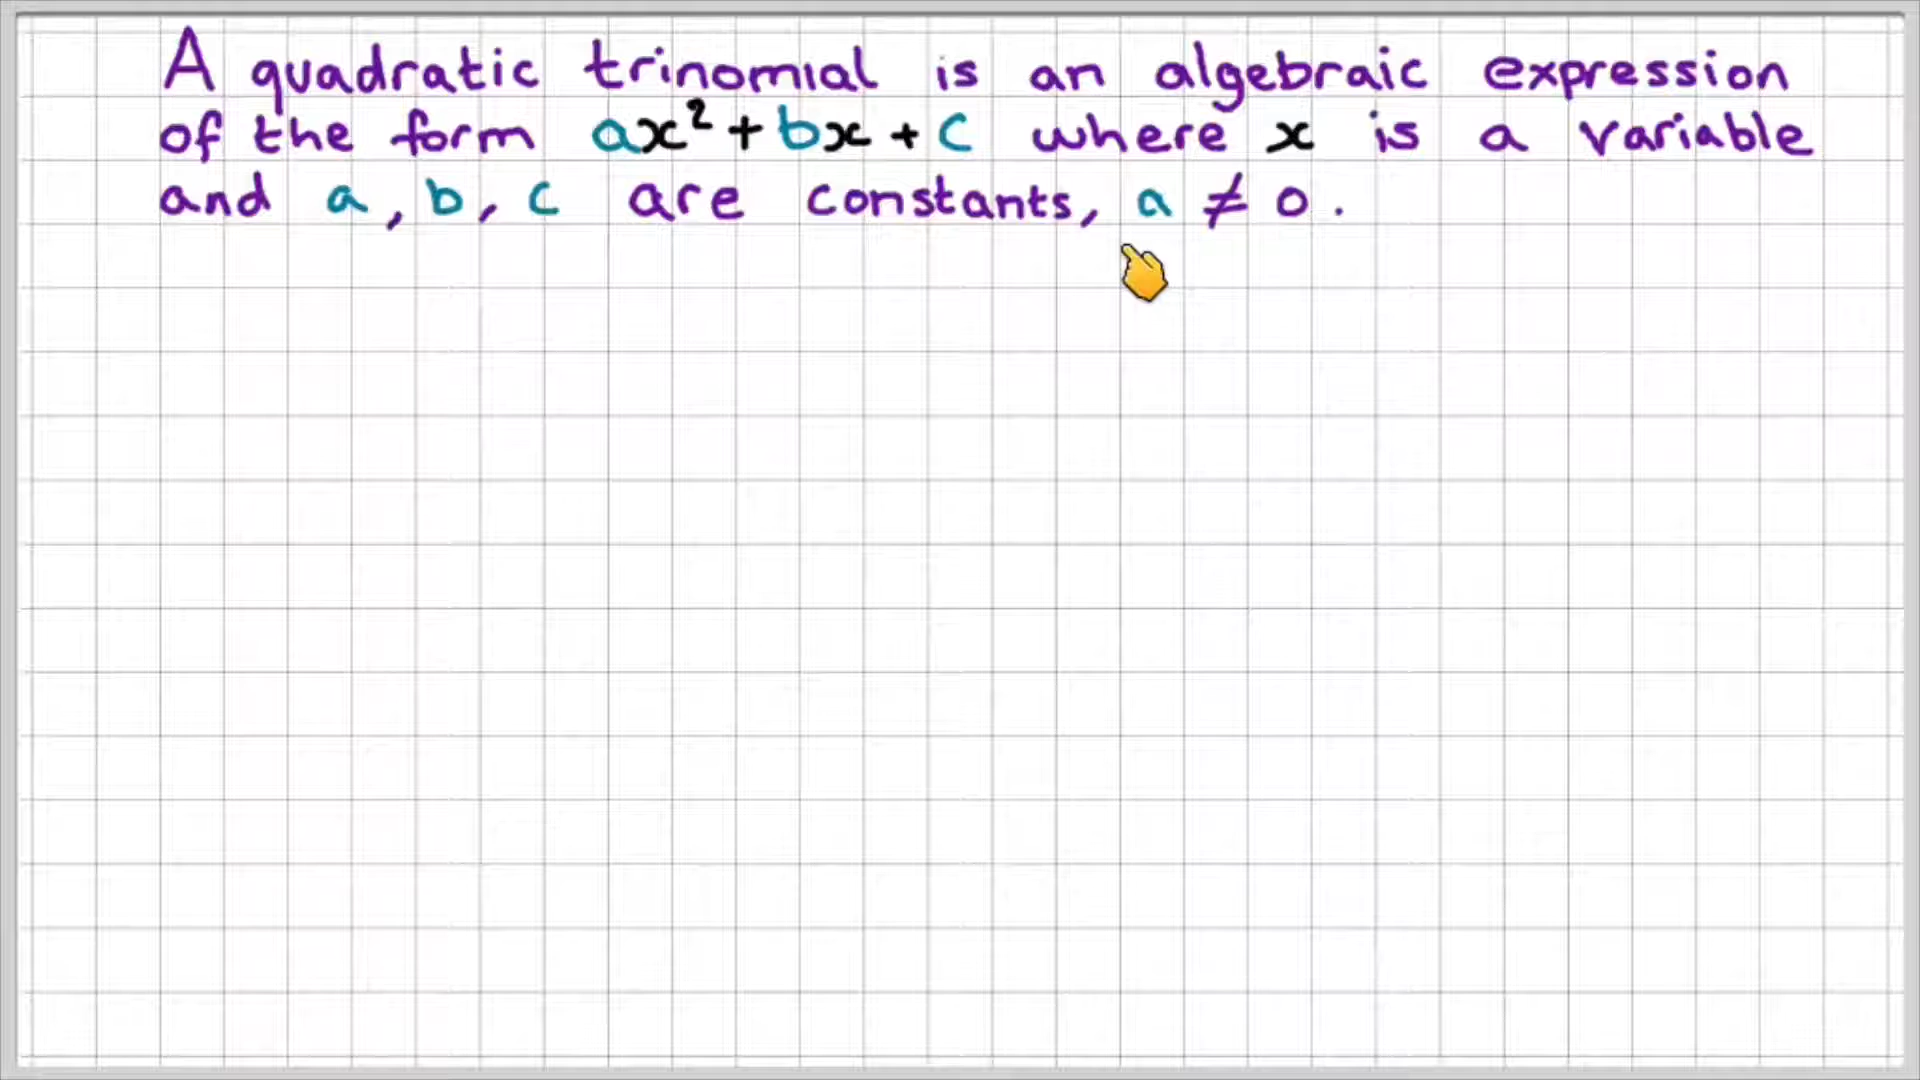 A quadratic trinomial is an algebraic expression
of the form ax² + bx + c where x is a variable
and a, b, c are constants, a ≠ 0.